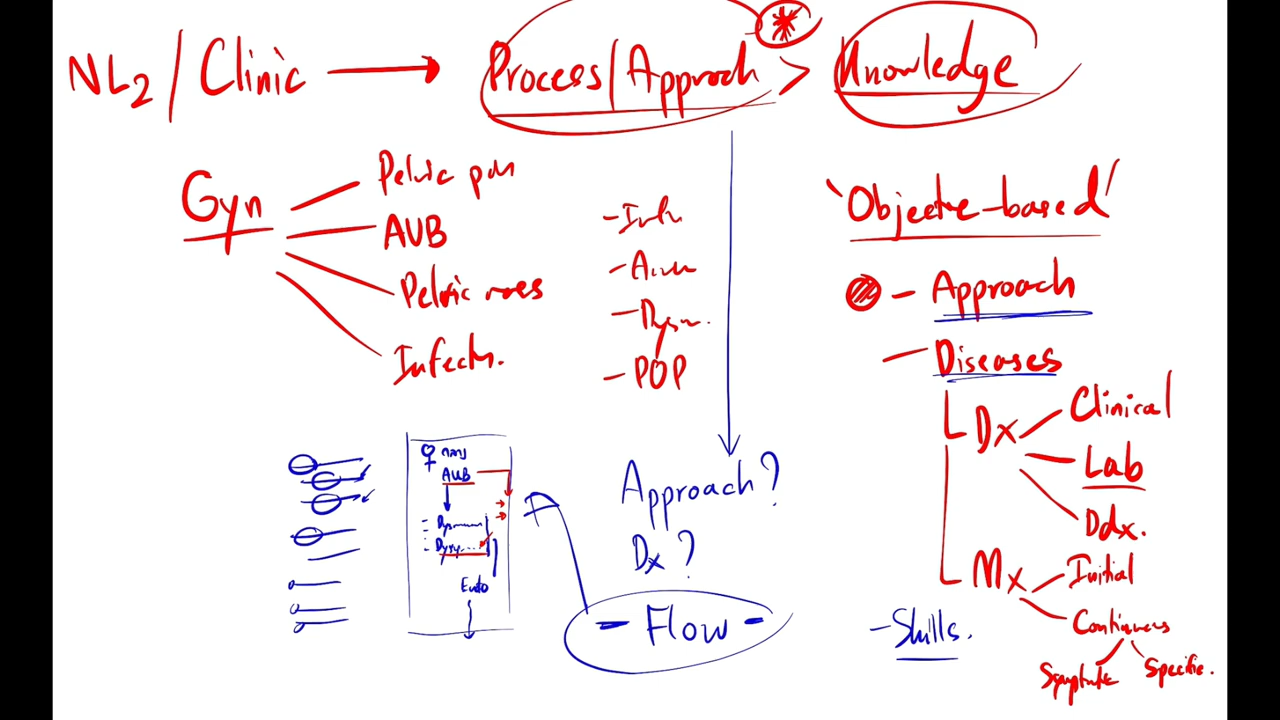 NL2/Clinic → Process/Approach > Knowledge
Gyn
Pelvic pain
AUB
Pelvic mass
Infectn.
- POP
'Objective-based'
- Approach
- Diseases
Dx
Clinical
Lab
Ddx.
Mx
Initial
Continuous
Symptomatic
Specific.
Approach?
Dx?
- Flow -
- Skills.
♀
AUB
Endo